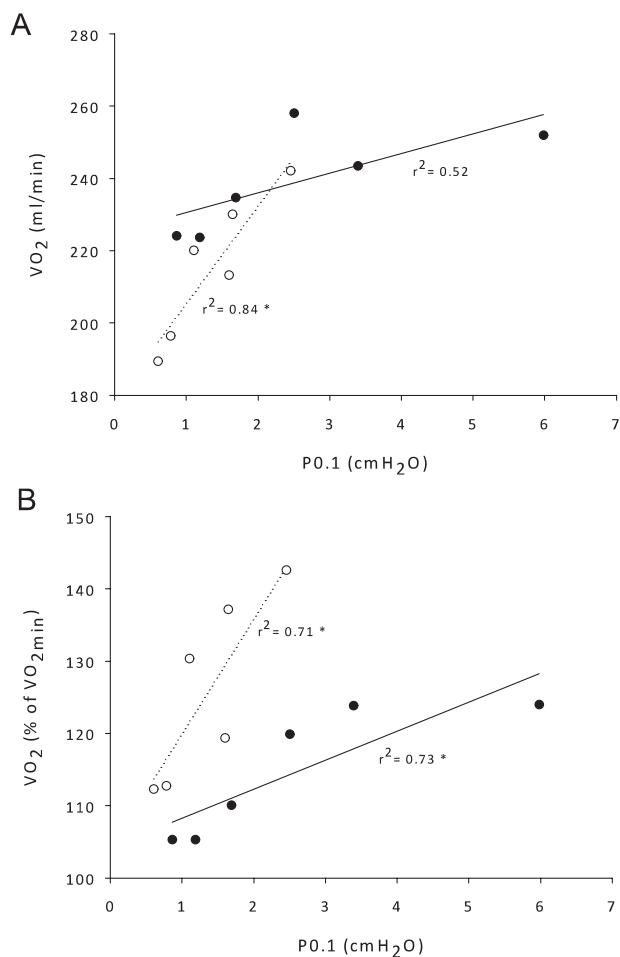 A
280
260
240
220
200
180
VO2 (ml/min)
r2= 0.52
r2= 0.84 *
0 1 2 3 4 5 6 7
P0.1 (cmH2O)
B
150
140
130
120
110
100
VO2 (% of VO2min)
r2= 0.71 *
r2= 0.73 *
0 1 2 3 4 5 6 7
P0.1 (cmH2O)